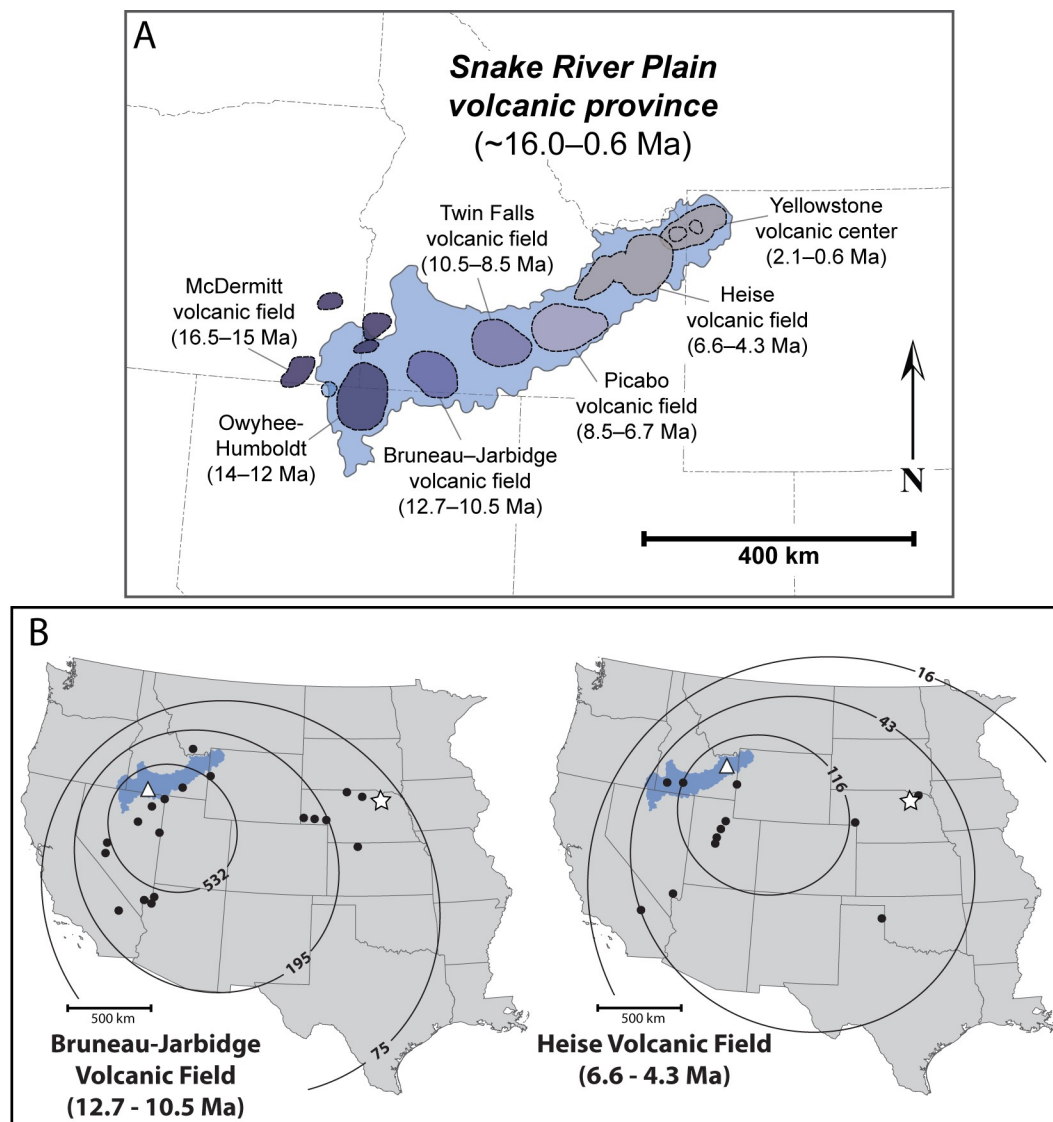 A
Snake River Plain
volcanic province
(~16.0–0.6 Ma)
Twin Falls
volcanic field
(10.5–8.5 Ma)
Yellowstone
volcanic center
(2.1–0.6 Ma)
McDermitt
volcanic field
(16.5–15 Ma)
Heise
volcanic field
(6.6–4.3 Ma)
Picabo
volcanic field
(8.5–6.7 Ma)
Owyhee-
Humboldt
(14–12 Ma)
Bruneau–Jarbidge
volcanic field
(12.7–10.5 Ma)
N
400 km
B
532
195
75
500 km
Bruneau-Jarbidge
Volcanic Field
(12.7 - 10.5 Ma)
16
43
116
500 km
Heise Volcanic Field
(6.6 - 4.3 Ma)